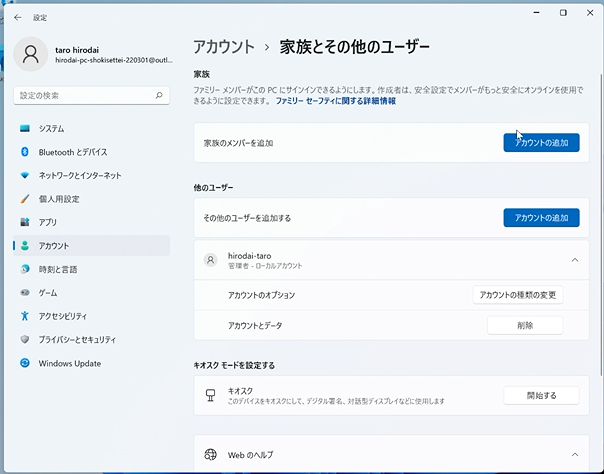 設定
taro hirodai
hirodai-pc-shokisettei-220301@outl...
設定の検索
システム
Bluetooth とデバイス
ネットワークとインターネット
個人用設定
アプリ
アカウント
時刻と言語
ゲーム
アクセシビリティ
プライバシーとセキュリティ
Windows Update
アカウント › 家族とその他のユーザー
家族
ファミリー メンバーがこの PC にサインインできるようにします。作成者は、安全設定でメンバーがもっと安全にオンラインを使用で
きるように設定できます。 ファミリー セーフティに関する詳細情報
家族のメンバーを追加
アカウントの追加
他のユーザー
その他のユーザーを追加する
アカウントの追加
hirodai-taro
管理者 - ローカルアカウント
アカウントのオプション
アカウントの種類の変更
アカウントとデータ
削除
キオスク モードを設定する
キオスク
このデバイスをキオスクにして、デジタル署名、対話型ディスプレイなどに使用します
開始する
Web のヘルプ